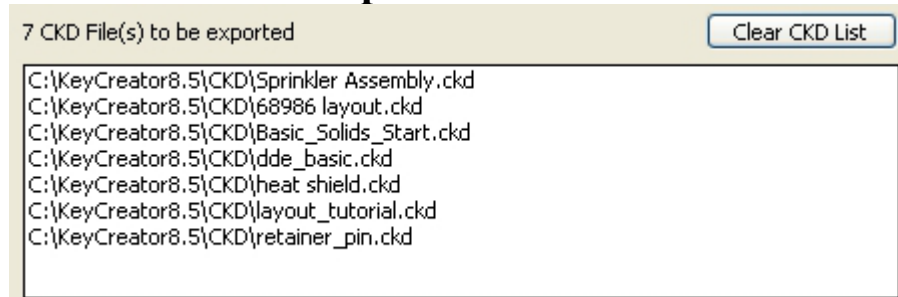 7 CKD File(s) to be exported
Clear CKD List
C:\KeyCreator8.5\CKD\Sprinkler Assembly.ckd
C:\KeyCreator8.5\CKD\68986 layout.ckd
C:\KeyCreator8.5\CKD\Basic_Solids_Start.ckd
C:\KeyCreator8.5\CKD\dde_basic.ckd
C:\KeyCreator8.5\CKD\heat shield.ckd
C:\KeyCreator8.5\CKD\layout_tutorial.ckd
C:\KeyCreator8.5\CKD\retainer_pin.ckd